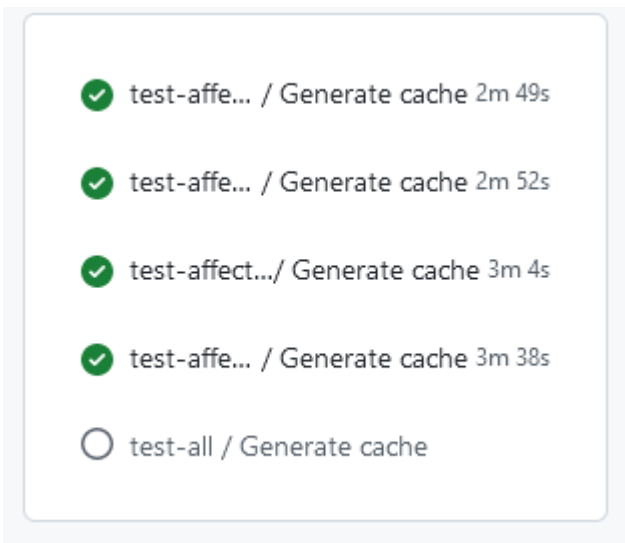 test-affe... / Generate cache 2m 49s
test-affe... / Generate cache 2m 52s
test-affect.../ Generate cache 3m 4s
test-affe... / Generate cache 3m 38s
test-all / Generate cache